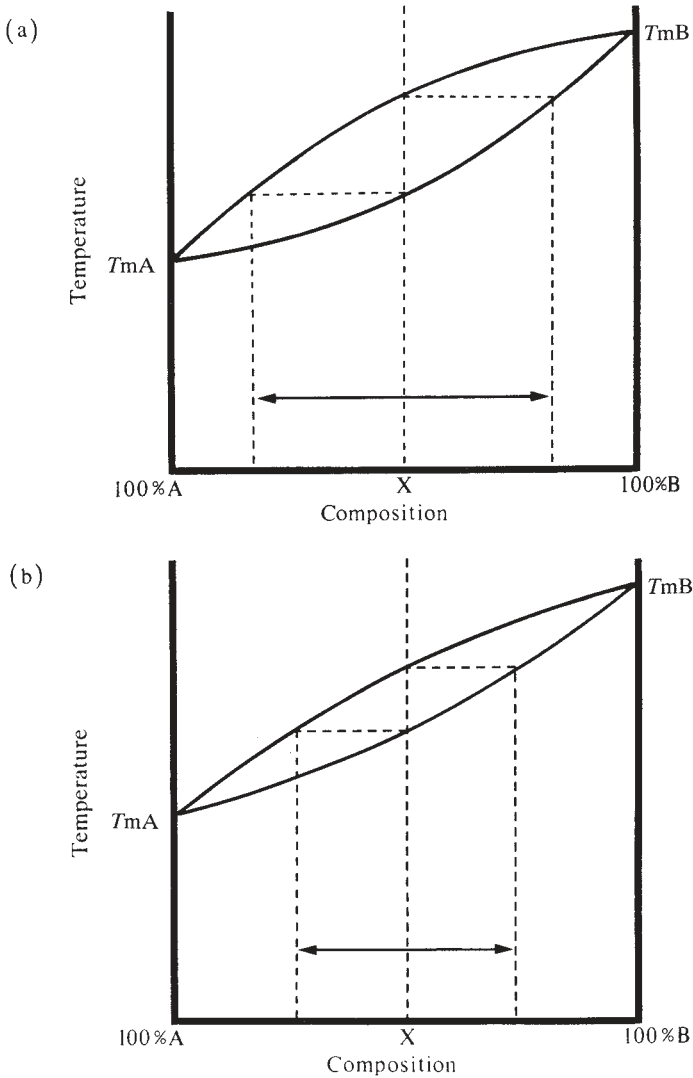 (a)
TmB
Temperature
TmA
100%A X 100%B
Composition
(b)
TmB
Temperature
TmA
100%A X 100%B
Composition